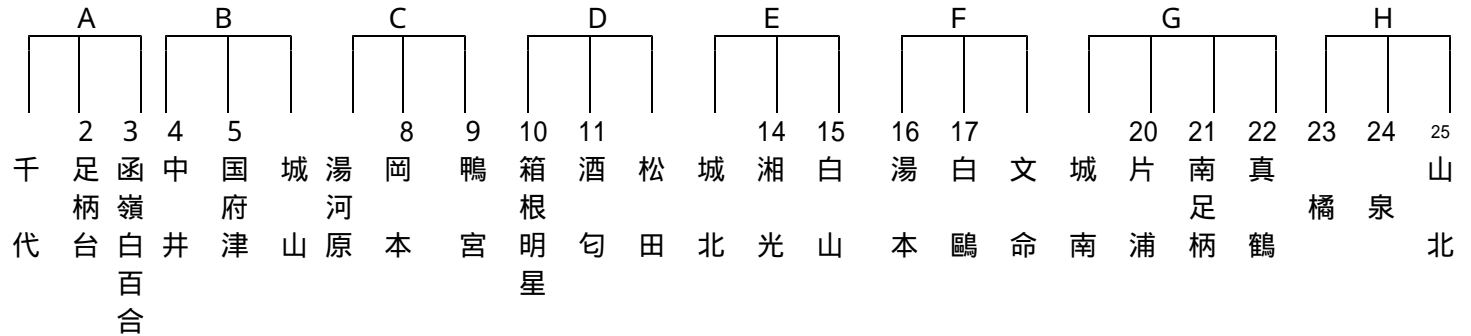 A B C D E F G H
2 3 4 5 8 9 10 11 14 15 16 17 20 21 22 23 24 25
千代
足柄台
函嶺白百合
中井
国府津
城山
湯河原
岡本
鴨宮
箱根明星
酒匂
松田
城北
湘光
白山
湯本
白鷗
文命
城南
片浦
南足柄
真鶴
橘
泉
山北